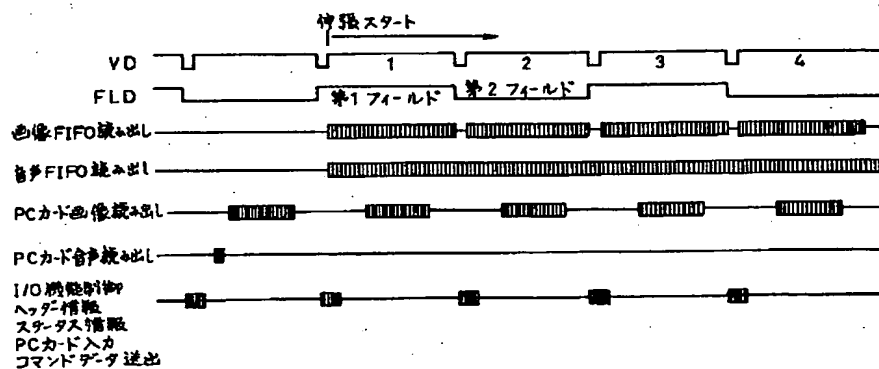 伸張スタート
VD 1 2 3 4
FLD 第1フィールド 第2フィールド
画像FIFO読み出し
音声FIFO読み出し
PCカード画像読み出し
PCカード音声読み出し
I/O機能制御
ヘッダー情報
ステータス情報
PCカード入力
コマンドデータ送出